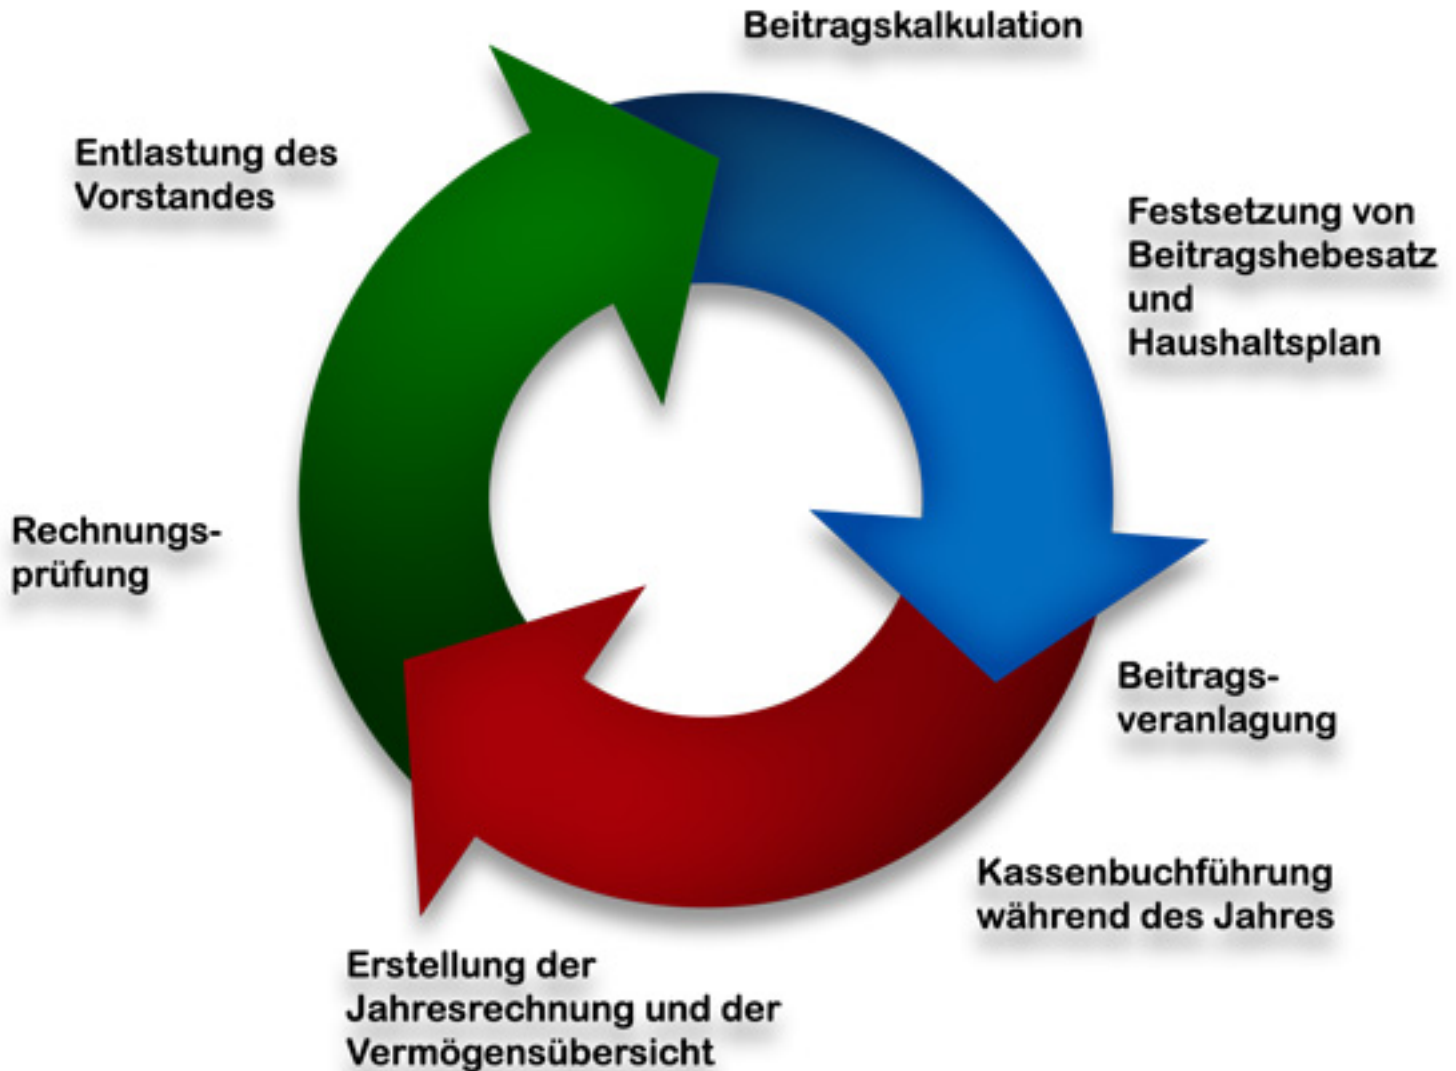 Beitragskalkulation
Festsetzung von
Beitragshebesatz
und
Haushaltsplan
Beitrags-
veranlagung
Kassenbuchführung
während des Jahres
Erstellung der
Jahresrechnung und der
Vermögensübersicht
Rechnungs-
prüfung
Entlastung des
Vorstandes